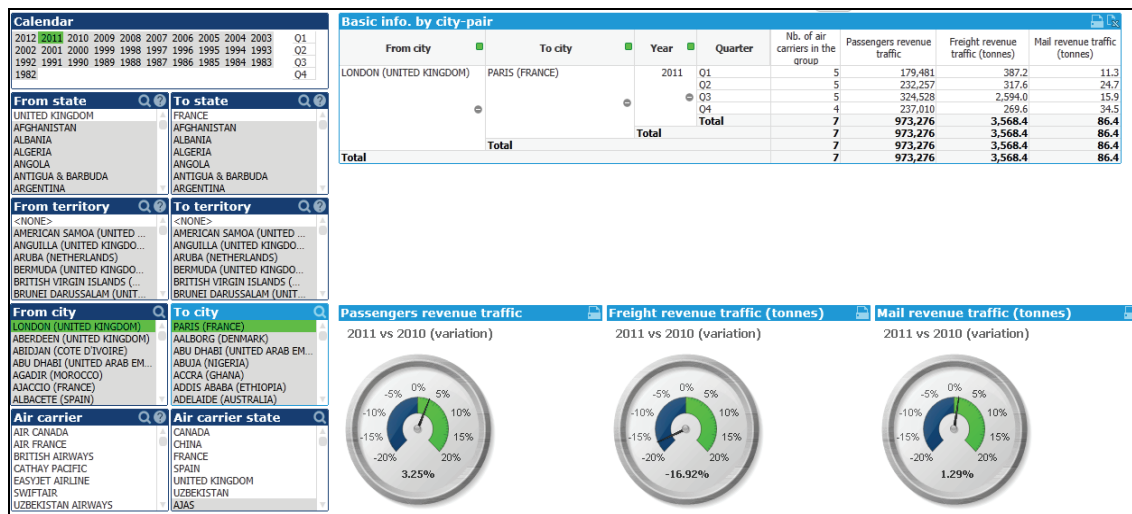 Calendar
2012 2011 2010 2009 2008 2007 2006 2005 2004 2003 Q1
2002 2001 2000 1999 1998 1997 1996 1995 1994 1993 Q2
1992 1991 1990 1989 1988 1987 1986 1985 1984 1983 Q3
1982 Q4
From state
UNITED KINGDOM
AFGHANISTAN
ALBANIA
ALGERIA
ANGOLA
ANTIGUA & BARBUDA
ARGENTINA
To state
FRANCE
AFGHANISTAN
ALBANIA
ALGERIA
ANGOLA
ANTIGUA & BARBUDA
ARGENTINA
From territory
<NONE>
AMERICAN SAMOA (UNITED ...
ANGUILLA (UNITED KINGDO...
ARUBA (NETHERLANDS)
BERMUDA (UNITED KINGDO...
BRITISH VIRGIN ISLANDS (...
BRUNEI DARUSSALAM (UNIT...
To territory
<NONE>
AMERICAN SAMOA (UNITED ...
ANGUILLA (UNITED KINGDO...
ARUBA (NETHERLANDS)
BERMUDA (UNITED KINGDO...
BRITISH VIRGIN ISLANDS (...
BRUNEI DARUSSALAM (UNIT...
From city
LONDON (UNITED KINGDOM)
ABERDEEN (UNITED KINGDOM)
ABIDJAN (COTE D'IVOIRE)
ABU DHABI (UNITED ARAB EM...
AGADIR (MOROCCO)
AJACCIO (FRANCE)
ALBACETE (SPAIN)
To city
PARIS (FRANCE)
AALBORG (DENMARK)
ABU DHABI (UNITED ARAB EM...
ABUJA (NIGERIA)
ACCRA (GHANA)
ADDIS ABABA (ETHIOPIA)
ADELAIDE (AUSTRALIA)
Air carrier
AIR CANADA
AIR FRANCE
BRITISH AIRWAYS
CATHAY PACIFIC
EASYJET AIRLINE
SWIFTAIR
UZBEKISTAN AIRWAYS
Air carrier state
CANADA
CHINA
FRANCE
SPAIN
UNITED KINGDOM
UZBEKISTAN
AJAS
Basic info. by city-pair
From city To city Year Quarter Nb. of air carriers in the group Passengers revenue traffic Freight revenue traffic (tonnes) Mail revenue traffic (tonnes)
LONDON (UNITED KINGDOM) PARIS (FRANCE) 2011 Q1 5 179,481 387.2 11.3
Q2 5 232,257 317.6 24.7
Q3 5 324,528 2,594.0 15.9
Q4 4 237,010 269.6 34.5
Total 7 973,276 3,568.4 86.4
Total 7 973,276 3,568.4 86.4
Total 7 973,276 3,568.4 86.4
Total 7 973,276 3,568.4 86.4
Passengers revenue traffic
2011 vs 2010 (variation)
-5% 0% 5%
-10% 10%
-15% 15%
-20% 20%
3.25%
Freight revenue traffic (tonnes)
2011 vs 2010 (variation)
-5% 0% 5%
-10% 10%
-15% 15%
-20% 20%
-16.92%
Mail revenue traffic (tonnes)
2011 vs 2010 (variation)
-5% 0% 5%
-10% 10%
-15% 15%
-20% 20%
1.29%